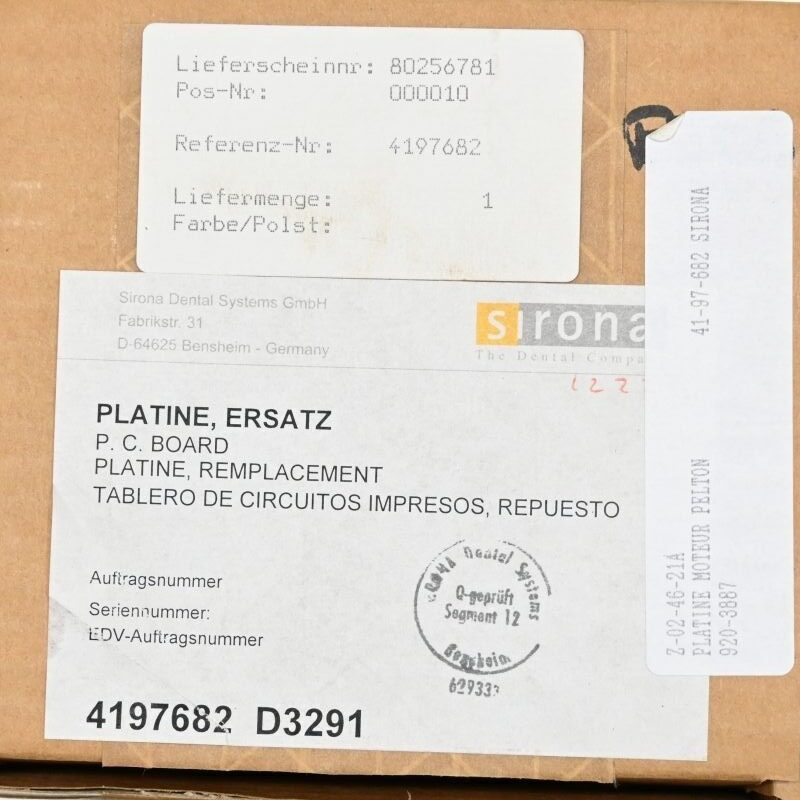 Lieferscheinnr: 80256781
Pos-Nr: 000010
Referenz-Nr: 4197682
Liefermenge: 1
Farbe/Polst:
Sirona Dental Systems GmbH
Fabrikstr. 31
D-64625 Bensheim - Germany
sirona
The Dental
PLATINE, ERSATZ
P. C. BOARD
PLATINE, REMPLACEMENT
TABLERO DE CIRCUITOS IMPRESOS, REPUESTO
Auftragsnummer
Seriennummer:
EDV-Auftragsnummer
Dental Systems
Q-geprüft
Segment 12
Bensheim
4197682 D3291
41-97-682 SIRONA
Z-02-46-21A
PLATINE MOTEUR PELTON
920-3887